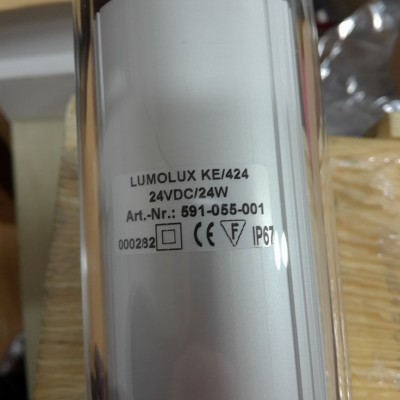 LUMOLUX KE/424
24VDC/24W
Art.-Nr.: 591-055-001
000282 CE F IP67